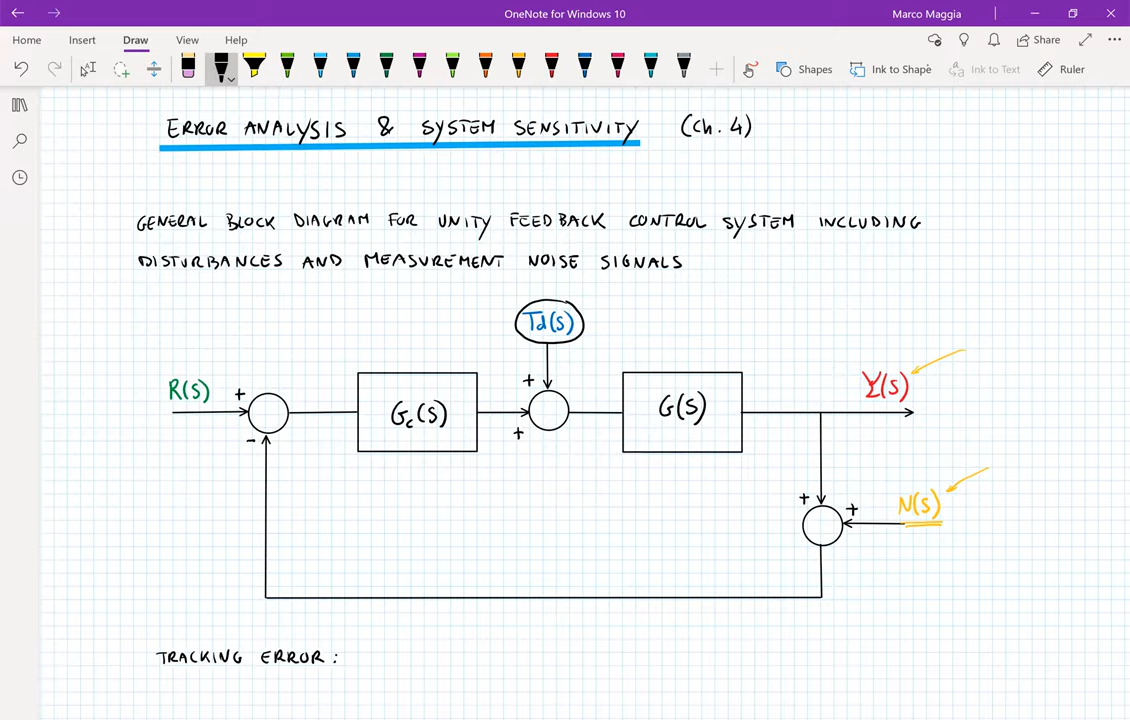 OneNote for Windows 10
Marco Maggia
Home Insert Draw View Help
Share
Shapes
Ink to Shape
Ink to Text
Ruler
ERROR ANALYSIS & SYSTEM SENSITIVITY (Ch. 4)
GENERAL BLOCK DIAGRAM FOR UNITY FEEDBACK CONTROL SYSTEM INCLUDING
DISTURBANCES AND MEASUREMENT NOISE SIGNALS
Td(s)
R(s)
+
-
Gc(s)
+
+
G(s)
Y(s)
+
+
N(s)
TRACKING ERROR: